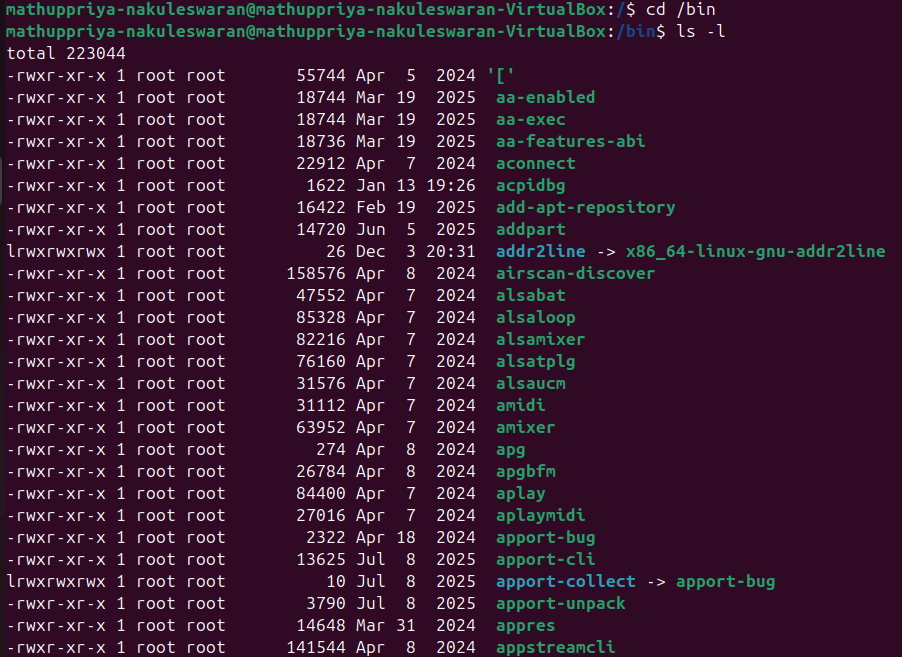 mathuppriya-nakuleswaran@mathuppriya-nakuleswaran-VirtualBox:/$ cd /bin
mathuppriya-nakuleswaran@mathuppriya-nakuleswaran-VirtualBox:/bin$ ls -l
total 223044
-rwxr-xr-x 1 root root       55744 Apr  5  2024 '['
-rwxr-xr-x 1 root root       18744 Mar 19  2025  aa-enabled
-rwxr-xr-x 1 root root       18744 Mar 19  2025  aa-exec
-rwxr-xr-x 1 root root       18736 Mar 19  2025  aa-features-abi
-rwxr-xr-x 1 root root       22912 Apr  7  2024  aconnect
-rwxr-xr-x 1 root root        1622 Jan 13 19:26  acpidbg
-rwxr-xr-x 1 root root       16422 Feb 19  2025  add-apt-repository
-rwxr-xr-x 1 root root       14720 Jun  5  2025  addpart
lrwxrwxrwx 1 root root          26 Dec  3 20:31  addr2line -> x86_64-linux-gnu-addr2line
-rwxr-xr-x 1 root root      158576 Apr  8  2024  airscan-discover
-rwxr-xr-x 1 root root       47552 Apr  7  2024  alsabat
-rwxr-xr-x 1 root root       85328 Apr  7  2024  alsaloop
-rwxr-xr-x 1 root root       82216 Apr  7  2024  alsamixer
-rwxr-xr-x 1 root root       76160 Apr  7  2024  alsatplg
-rwxr-xr-x 1 root root       31576 Apr  7  2024  alsaucm
-rwxr-xr-x 1 root root       31112 Apr  7  2024  amidi
-rwxr-xr-x 1 root root       63952 Apr  7  2024  amixer
-rwxr-xr-x 1 root root         274 Apr  8  2024  apg
-rwxr-xr-x 1 root root       26784 Apr  8  2024  apgbfm
-rwxr-xr-x 1 root root       84400 Apr  7  2024  aplay
-rwxr-xr-x 1 root root       27016 Apr  7  2024  aplaymidi
-rwxr-xr-x 1 root root        2322 Apr 18  2024  apport-bug
-rwxr-xr-x 1 root root       13625 Jul  8  2025  apport-cli
lrwxrwxrwx 1 root root          10 Jul  8  2025  apport-collect -> apport-bug
-rwxr-xr-x 1 root root        3790 Jul  8  2025  apport-unpack
-rwxr-xr-x 1 root root       14648 Mar 31  2024  appres
-rwxr-xr-x 1 root root      141544 Apr  8  2024  appstreamcli